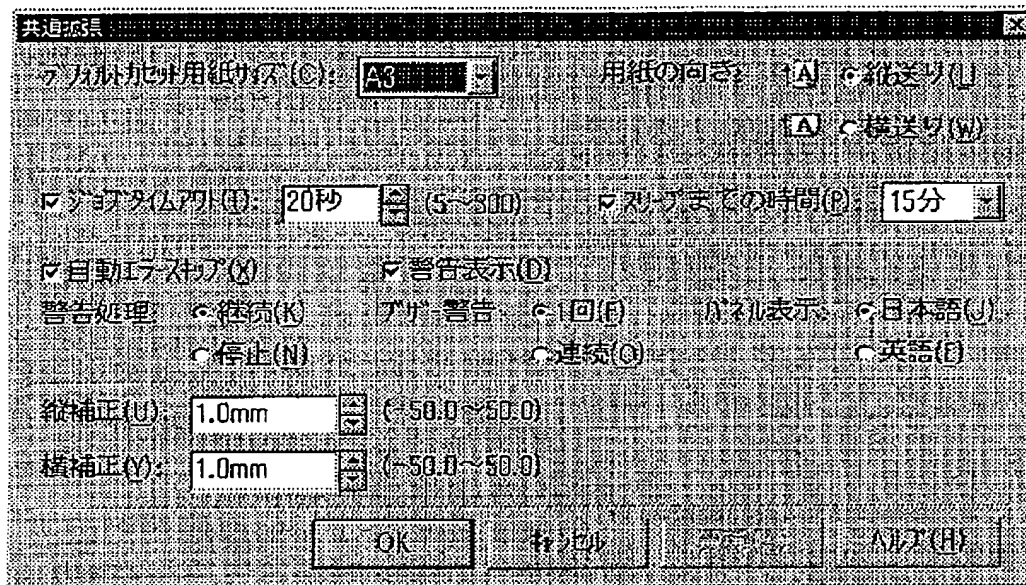 共通拡張
デフォルトカセット用紙サイズ(C): A3 用紙の向き: A 縦送り(L)
A 横送り(W)
ジョブタイムアウト(T): 20秒 (5~300) スリープまでの時間(P): 15分
自動エラースキップ(X) 警告表示(D)
警告処理: 継続(K) ブザー警告: 1回(F) パネル表示: 日本語(J)
停止(N) 連続(O) 英語(E)
縦補正(U): 1.0mm (-50.0~50.0)
横補正(Y): 1.0mm (-50.0~50.0)
OK キャンセル ヘルプ(H)